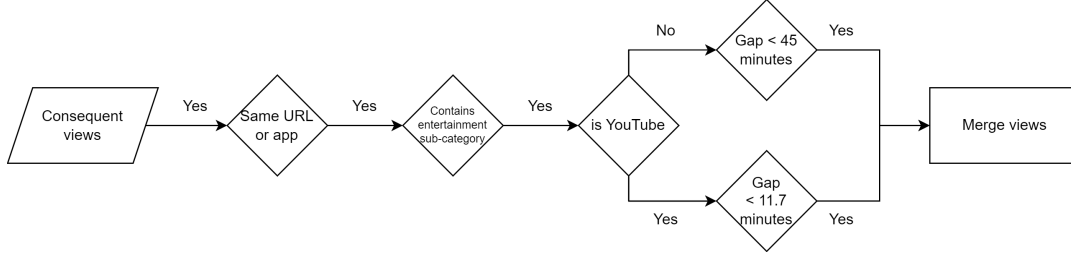 Consequent
views
Yes
Same URL
or app
Yes
Contains
entertainment
sub-category
Yes
is YouTube
No
Gap < 45
minutes
Yes
Yes
Gap
< 11.7
minutes
Yes
Merge views